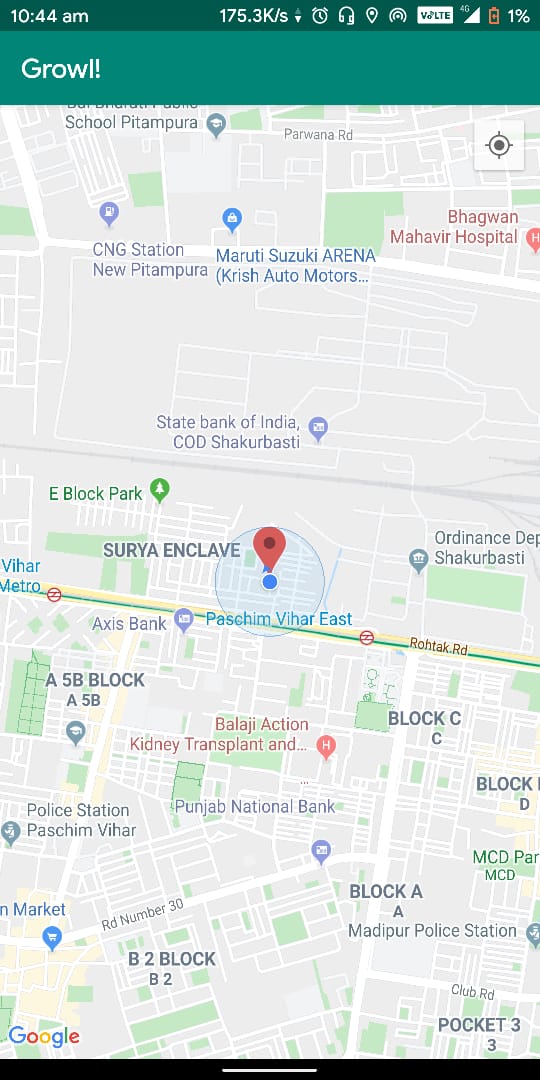 10:44 am 175.3K/s VoLTE 4G 1%
Growl!
Bal Bharati Public
School Pitampura
Parwana Rd
Bhagwan
Mahavir Hospital
H
CNG Station
New Pitampura
Maruti Suzuki ARENA
(Krish Auto Motors...
State bank of India,
COD Shakurbasti
E Block Park
SURYA ENCLAVE
Ordinance Dep
Shakurbasti
Vihar
Metro
Axis Bank
Paschim Vihar East
Rohtak Rd
A 5B BLOCK
A 5B
BLOCK C
C
Balaji Action
Kidney Transplant and...
H
...
BLOCK
D
Punjab National Bank
Police Station
Paschim Vihar
MCD Par
MCD
BLOCK A
A
n Market
Rd Number 30
Madipur Police Station
B 2 BLOCK
B 2
Club Rd
POCKET 3
3
Google